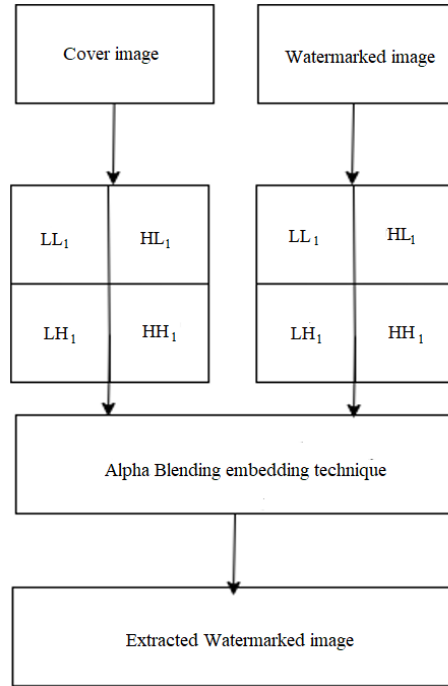 Cover image
Watermarked image
LL₁ HL₁
LH₁ HH₁
LL₁ HL₁
LH₁ HH₁
Alpha Blending embedding technique
Extracted Watermarked image